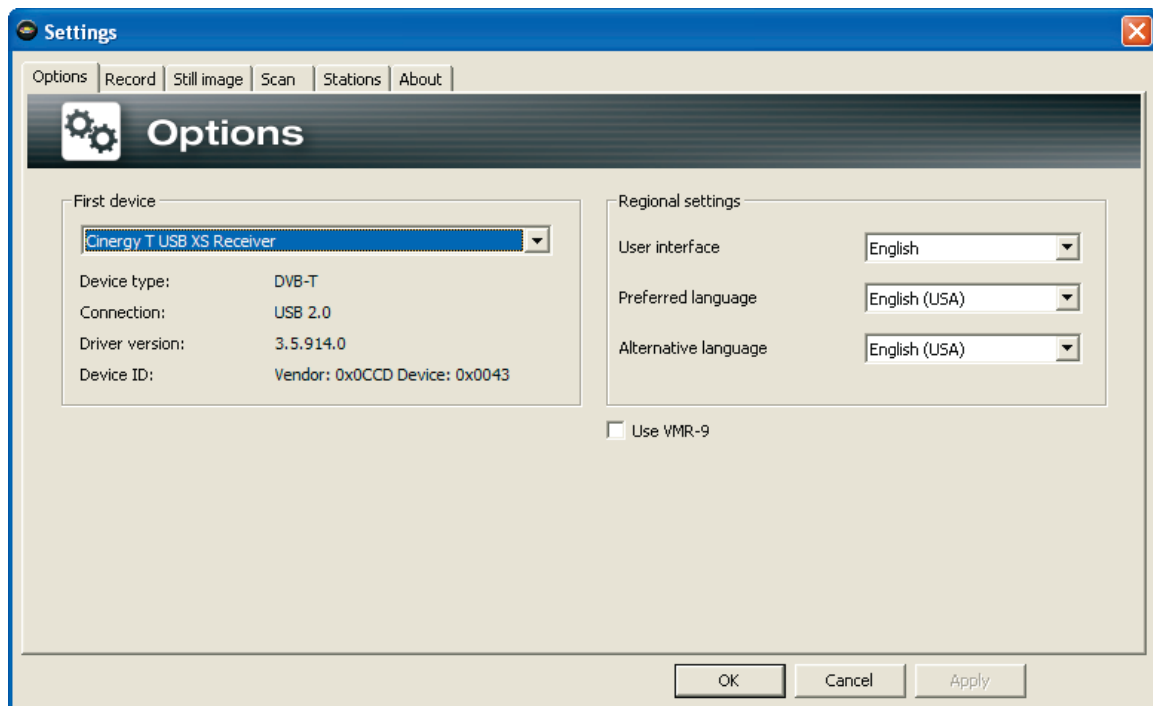 Settings
Options Record Still image Scan Stations About
Options
First device
Cinergy T USB XS Receiver
Device type: DVB-T
Connection: USB 2.0
Driver version: 3.5.914.0
Device ID: Vendor: 0x0CCD Device: 0x0043
Regional settings
User interface English
Preferred language English (USA)
Alternative language English (USA)
Use VMR-9
OK Cancel Apply